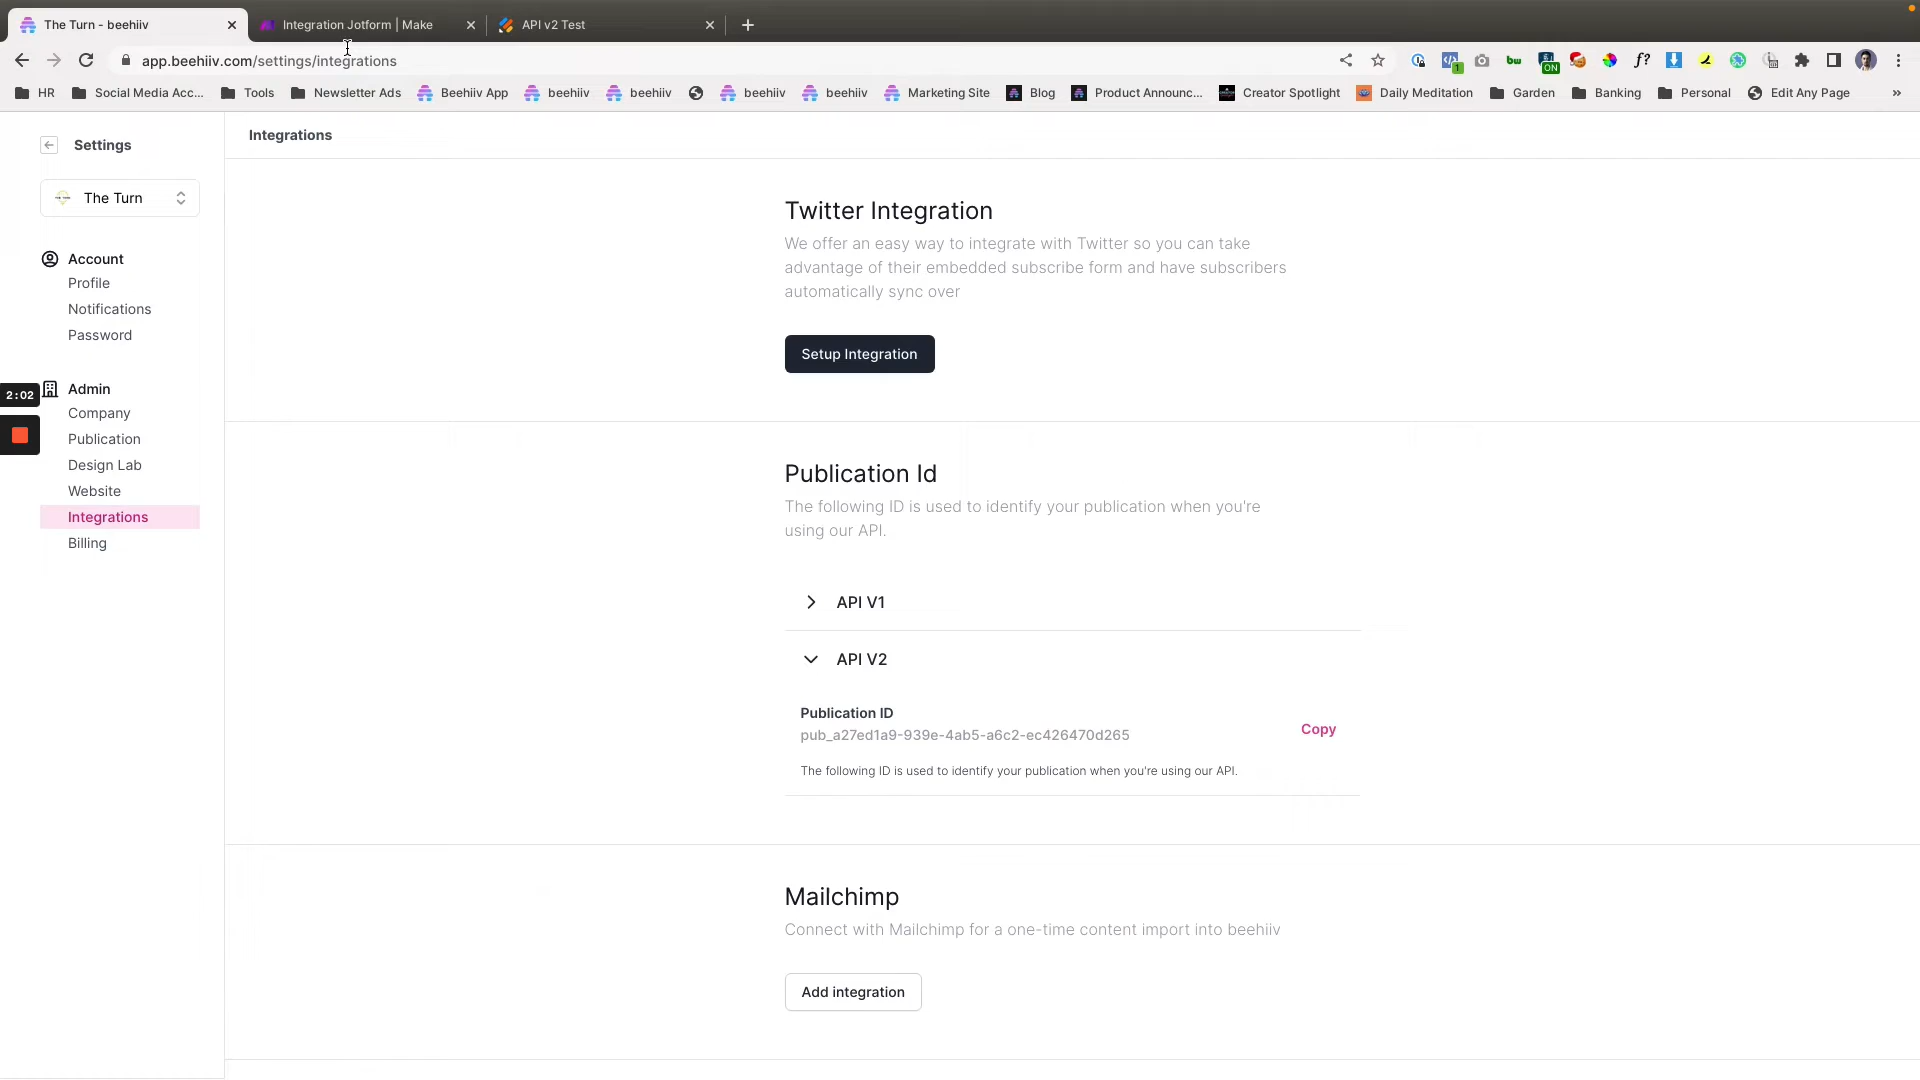 The Turn - beehiiv
Integration Jotform | Make
API v2 Test
app.beehiiv.com/settings/integrations
1
bw
ON
f?
HR
Social Media Acc...
Tools
Newsletter Ads
Beehiiv App
beehiiv
beehiiv
beehiiv
beehiiv
Marketing Site
Blog
Product Announc...
Creator Spotlight
Daily Meditation
Garden
Banking
Personal
Edit Any Page
»
Settings
The Turn
Account
Profile
Notifications
Password
2:02
Admin
Company
Publication
Design Lab
Website
Integrations
Billing
Integrations
Twitter Integration
We offer an easy way to integrate with Twitter so you can take
advantage of their embedded subscribe form and have subscribers
automatically sync over
Setup Integration
Publication Id
The following ID is used to identify your publication when you're
using our API.
API V1
API V2
Publication ID
pub_a27ed1a9-939e-4ab5-a6c2-ec426470d265
Copy
The following ID is used to identify your publication when you're using our API.
Mailchimp
Connect with Mailchimp for a one-time content import into beehiiv
Add integration